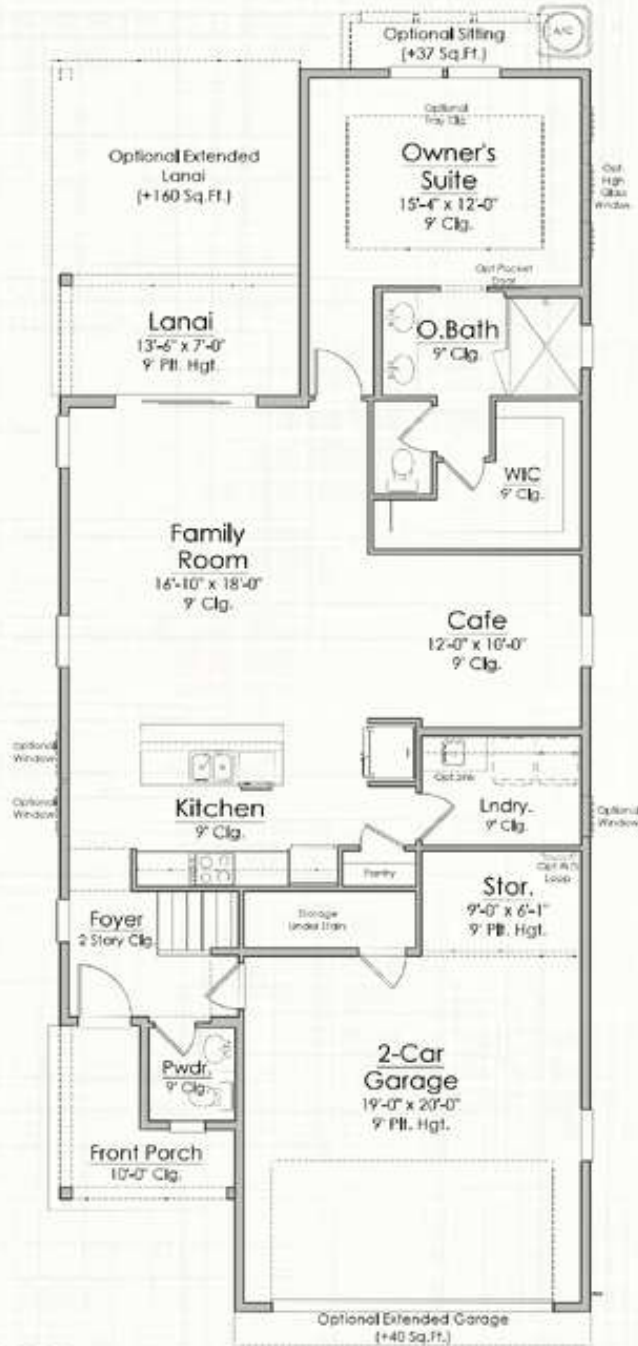 Optional Sitting
(+37 Sq.Ft.)
A/C
Optional
Tray Clg.
Optional Extended
Lanai
(+160 Sq.Ft.)
Owner's
Suite
15'-4" x 12'-0"
9' Clg.
Opt.
High
Glass
Window
Opt Pocket
Door
Lanai
13'-6" x 7'-0"
9' Plt. Hgt.
O.Bath
9" Clg.
WIC
9' Clg.
Family
Room
16'-10" x 18'-0"
9' Clg.
Cafe
12'-0" x 10'-0"
9' Clg.
Optional
Window
Optional
Window
Opt.
Kitchen
9" Clg.
Lndry.
9" Clg.
Optional
Window
Pantry
Stor.
9'-0" x 6'-1"
9' Plt. Hgt.
Opt
Loop
Foyer
2 Story Clg.
Storage
Under Stair
Pwdr.
9' Clg.
2-Car
Garage
19'-0" x 20'-0"
9' Plt. Hgt.
Front Porch
10'-0" Clg.
Optional Extended Garage
(+40 Sq.Ft.)